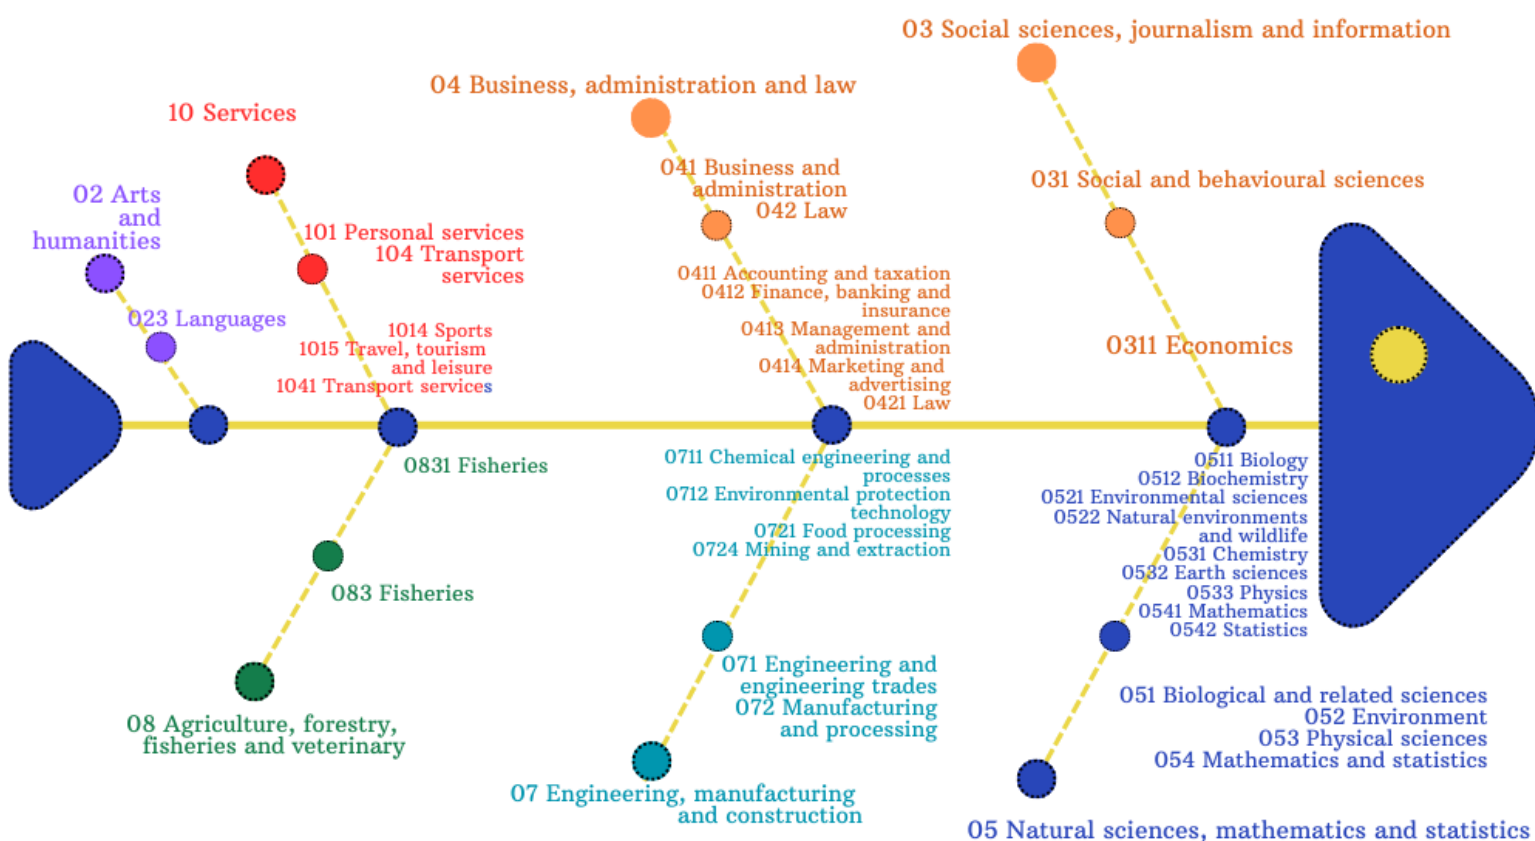 03 Social sciences, journalism and information
04 Business, administration and law
10 Services
02 Arts
and
humanities
023 Languages
101 Personal services
104 Transport
services
1014 Sports
1015 Travel, tourism
and leisure
1041 Transport services
041 Business and
administration
042 Law
0411 Accounting and taxation
0412 Finance, banking and
insurance
0413 Management and
administration
0414 Marketing and
advertising
0421 Law
031 Social and behavioural sciences
0311 Economics
0831 Fisheries
083 Fisheries
08 Agriculture, forestry,
fisheries and veterinary
0711 Chemical engineering and
processes
0712 Environmental protection
technology
0721 Food processing
0724 Mining and extraction
071 Engineering and
engineering trades
072 Manufacturing
and processing
07 Engineering, manufacturing
and construction
0511 Biology
0512 Biochemistry
0521 Environmental sciences
0522 Natural environments
and wildlife
0531 Chemistry
0532 Earth sciences
0533 Physics
0541 Mathematics
0542 Statistics
051 Biological and related sciences
052 Environment
053 Physical sciences
054 Mathematics and statistics
05 Natural sciences, mathematics and statistics